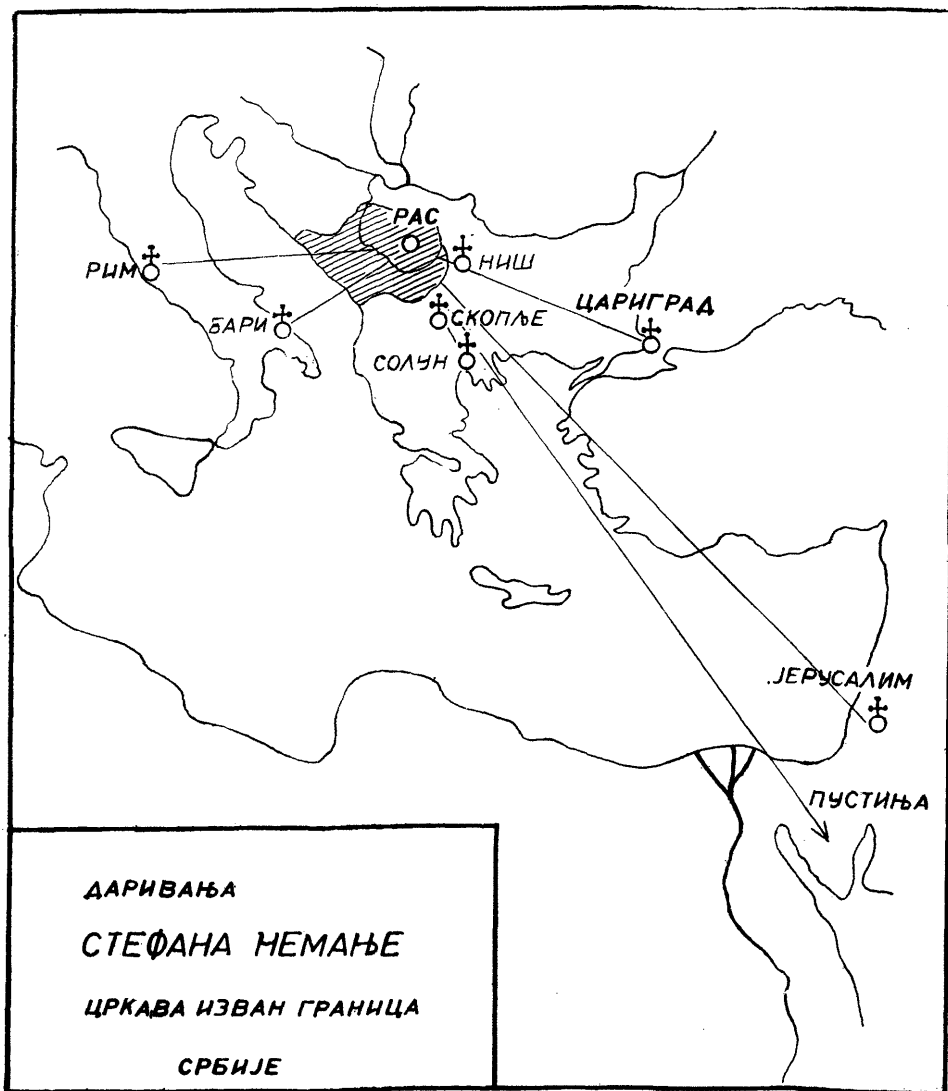 РАС
РИМ
НИШ
ЦАРИГРАД
БАРИ
СКОПЉЕ
СОЛУН
ЈЕРУСАЛИМ
ПУСТИЊА
ДАРИВАЊА
СТЕФАНА НЕМАЊЕ
ЦРКАВА ИЗВАН ГРАНИЦА
СРБИЈЕ